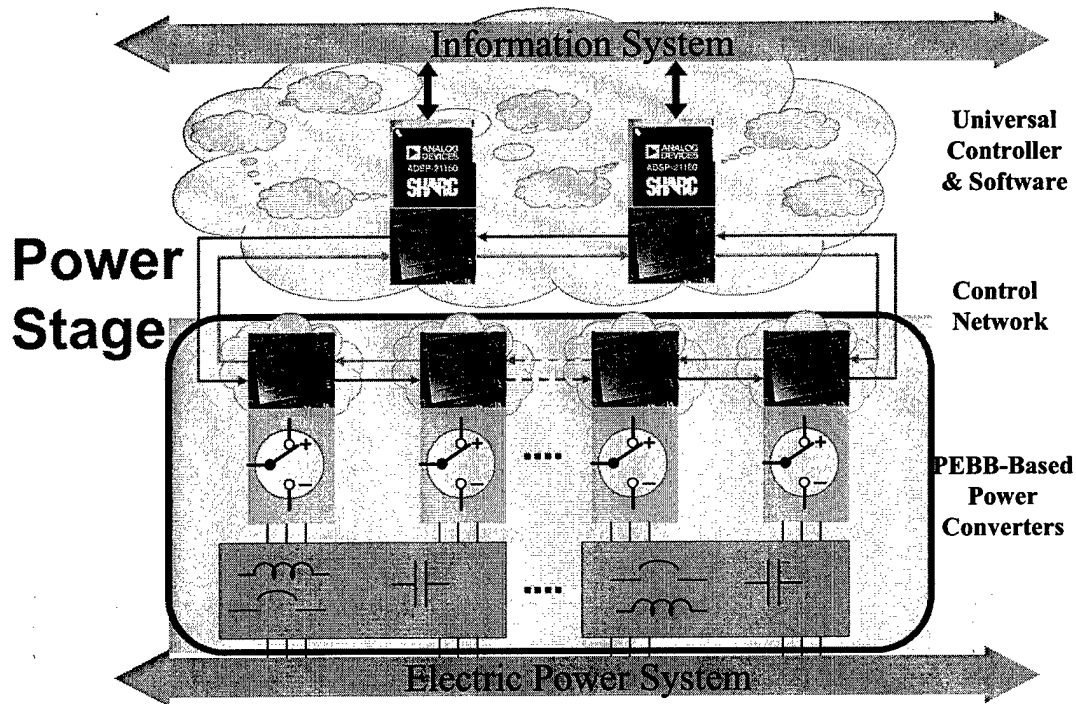 Information System
Universal
Controller
& Software
ANALOG
DEVICES
ADSP-21160
SHARC
ANALOG
DEVICES
ADSP-21160
SHARC
Power
Stage
Control
Network
+
−
+
−
+
−
+
−
PEBB-Based
Power
Converters
Electric Power System